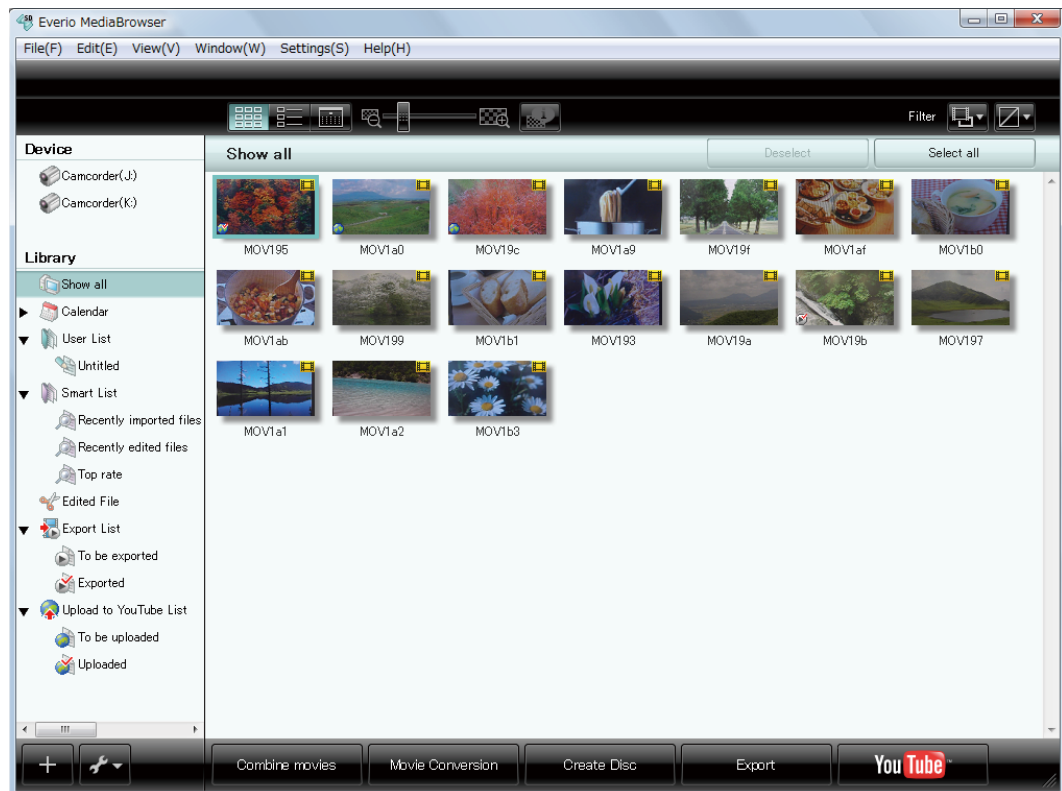 Everio MediaBrowser
File(F) Edit(E) View(V) Window(W) Settings(S) Help(H)
Filter
Device
Camcorder(J:)
Camcorder(K:)
Library
Show all
Calendar
User List
Untitled
Smart List
Recently imported files
Recently edited files
Top rate
Edited File
Export List
To be exported
Exported
Upload to YouTube List
To be uploaded
Uploaded
Show all
Deselect
Select all
MOV195 MOV1a0 MOV19c MOV1a9 MOV19f MOV1af MOV1b0
MOV1ab MOV199 MOV1b1 MOV193 MOV19a MOV19b MOV197
MOV1a1 MOV1a2 MOV1b3
Combine movies
Movie Conversion
Create Disc
Export
YouTube